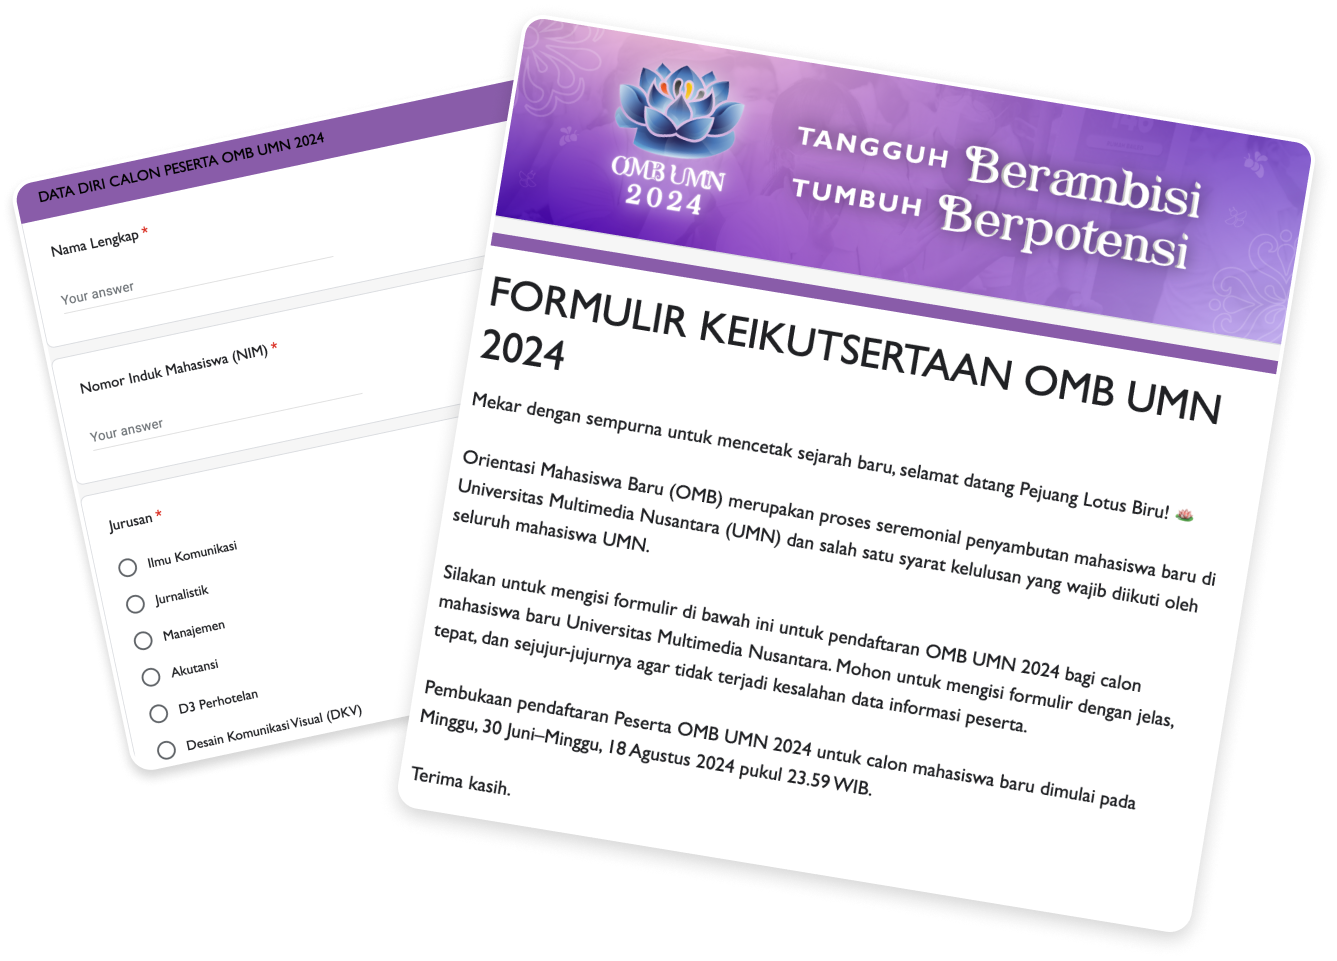 DATA DIRI CALON PESERTA OMB UMN 2024
Nama Lengkap *
Your answer
Nomor Induk Mahasiswa (NIM) *
Your answer
Jurusan *
Ilmu Komunikasi
Jurnalistik
Manajemen
Akutansi
D3 Perhotelan
Desain Komunikasi Visual (DKV)
OMB UMN
2024
TANGGUH Berambisi
TUMBUH Berpotensi
FORMULIR KEIKUTSERTAAN OMB UMN
2024
Mekar dengan sempurna untuk mencetak sejarah baru, selamat datang Pejuang Lotus Biru! 🪷
Orientasi Mahasiswa Baru (OMB) merupakan proses seremonial penyambutan mahasiswa baru di
Universitas Multimedia Nusantara (UMN) dan salah satu syarat kelulusan yang wajib diikuti oleh
seluruh mahasiswa UMN.
Silakan untuk mengisi formulir di bawah ini untuk pendaftaran OMB UMN 2024 bagi calon
mahasiswa baru Universitas Multimedia Nusantara. Mohon untuk mengisi formulir dengan jelas,
tepat, dan sejujur-jujurnya agar tidak terjadi kesalahan data informasi peserta.
Pembukaan pendaftaran Peserta OMB UMN 2024 untuk calon mahasiswa baru dimulai pada
Minggu, 30 Juni–Minggu, 18 Agustus 2024 pukul 23.59 WIB.
Terima kasih.